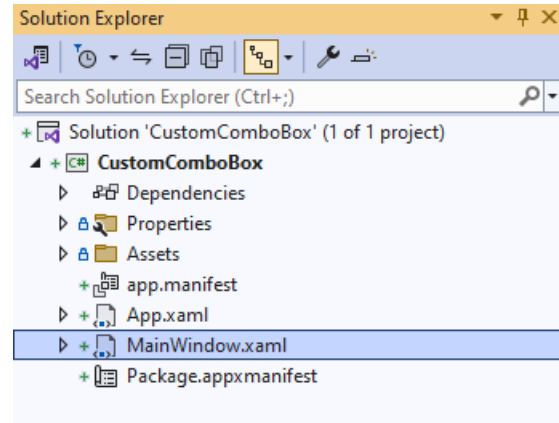 Solution Explorer
Search Solution Explorer (Ctrl+;)
Solution 'CustomComboBox' (1 of 1 project)
C# CustomComboBox
Dependencies
Properties
Assets
app.manifest
App.xaml
MainWindow.xaml
Package.appxmanifest